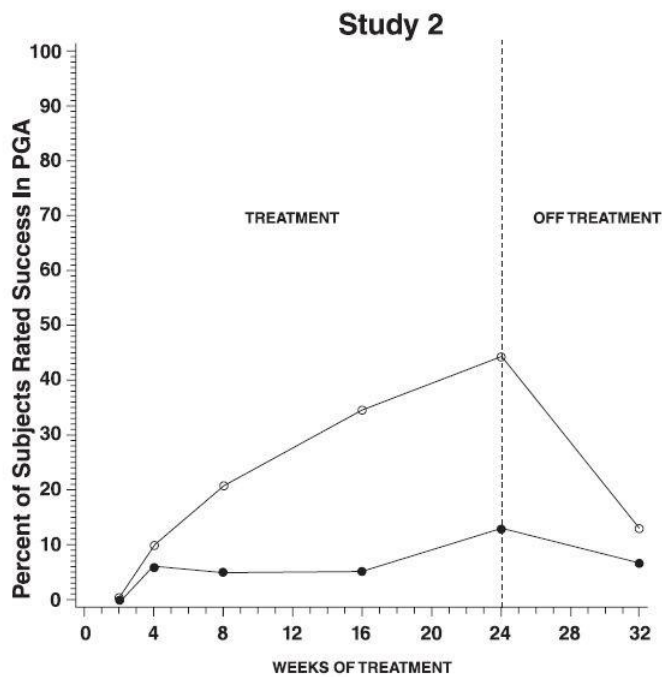 Study 2
Percent of Subjects Rated Success In PGA
100
90
80
70
60
50
40
30
20
10
0
TREATMENT
OFF TREATMENT
0 4 8 12 16 20 24 28 32
WEEKS OF TREATMENT